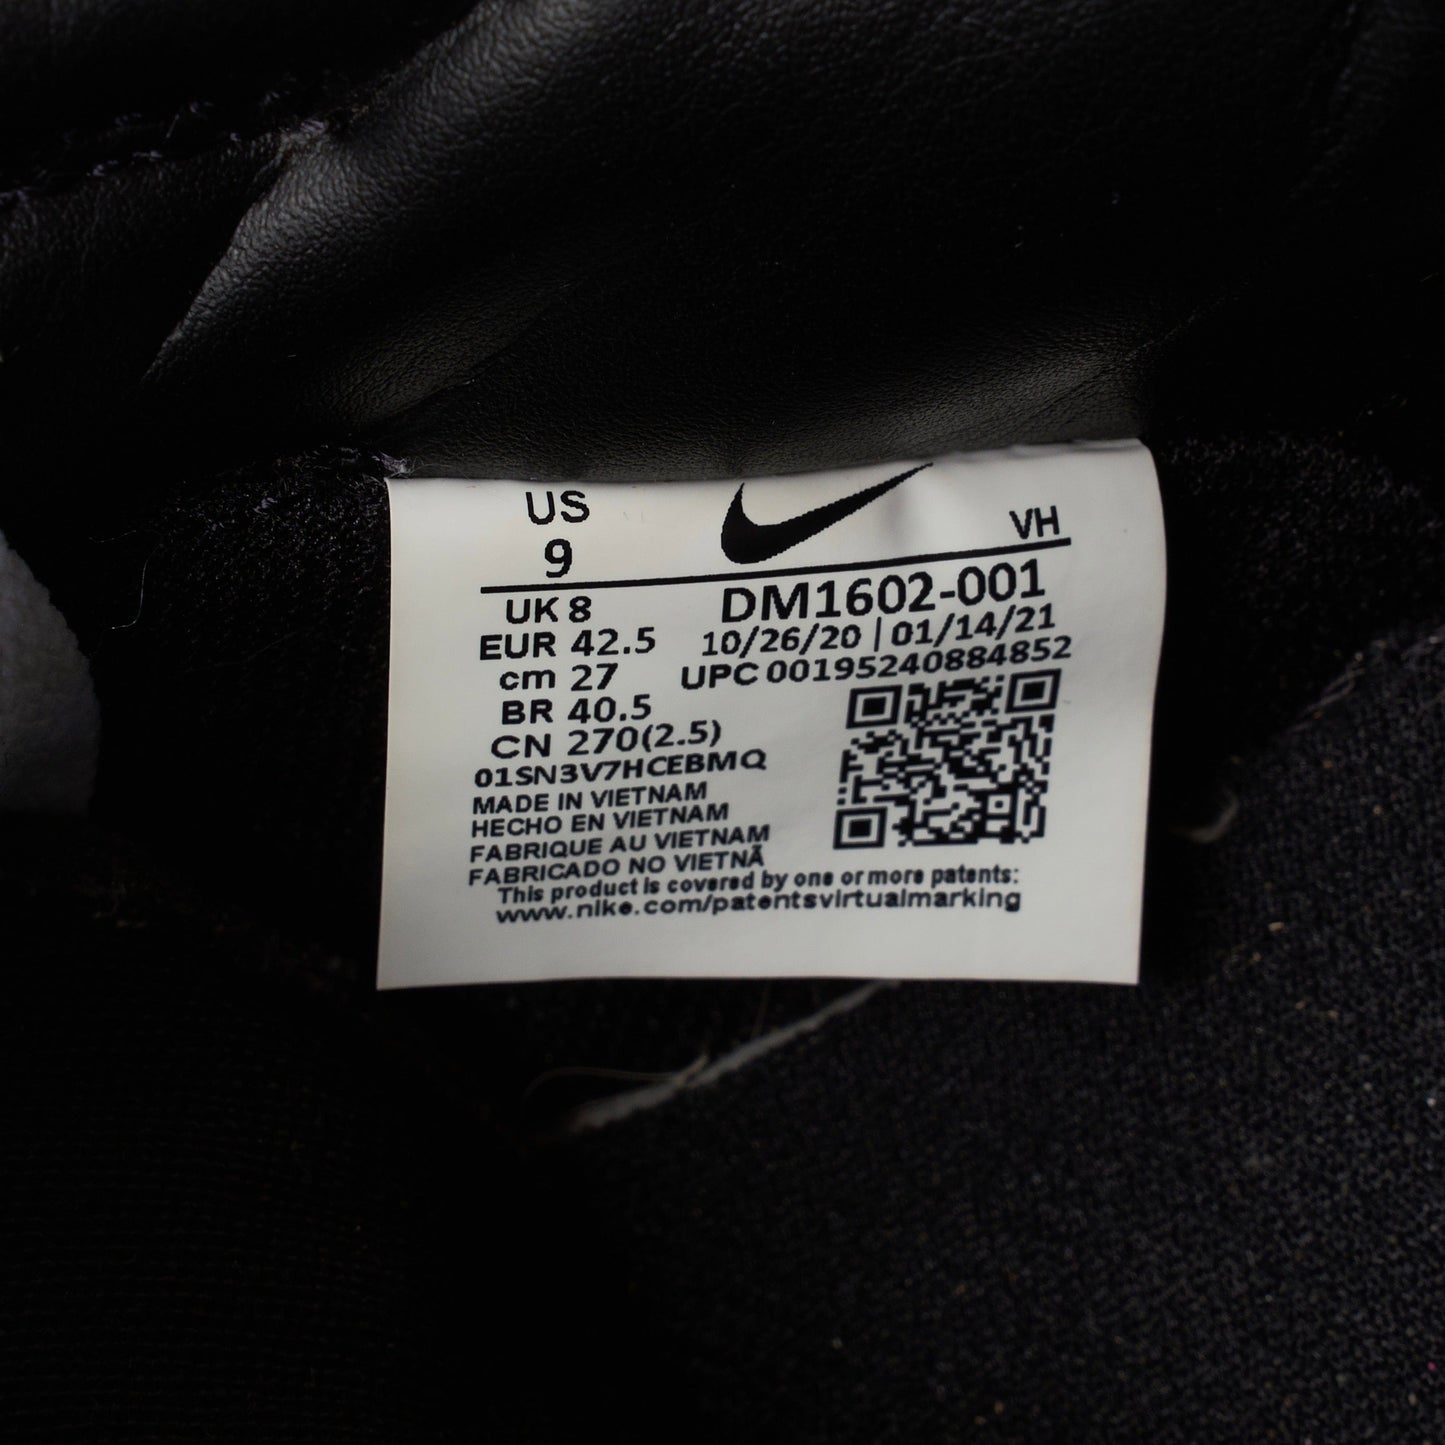 US
9
VH
UK 8
EUR 42.5
cm 27
BR 40.5
CN 270(2.5)
DM1602-001
10/26/20 | 01/14/21
UPC 00195240884852
01SN3V7HCEBMQ
MADE IN VIETNAM
HECHO EN VIETNAM
FABRIQUE AU VIETNAM
FABRICADO NO VIETNÃ
This product is covered by one or more patents:
www.nike.com/patentsvirtualmarking